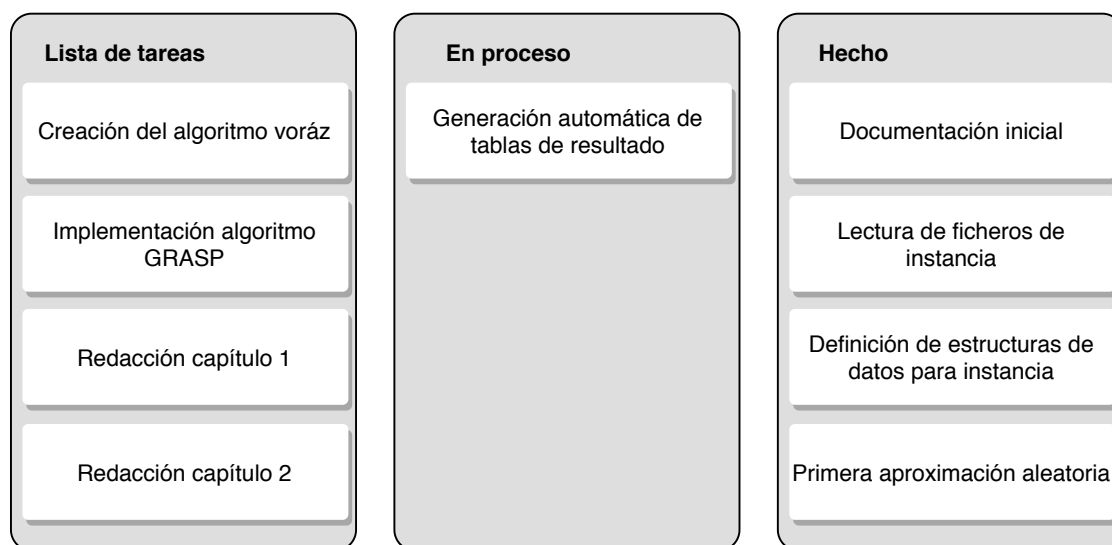 Lista de tareas
Creación del algoritmo voráz
Implementación algoritmo
GRASP
Redacción capítulo 1
Redacción capítulo 2
En proceso
Generación automática de
tablas de resultado
Hecho
Documentación inicial
Lectura de ficheros de
instancia
Definición de estructuras de
datos para instancia
Primera aproximación aleatoria